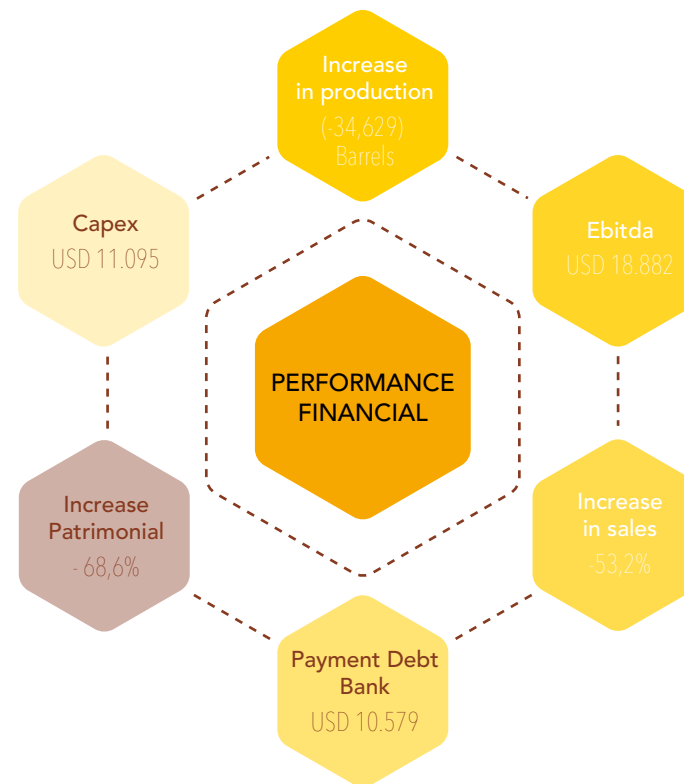 Increase
in production
(-34,629)
Barrels
Capex
USD 11.095
Ebitda
USD 18.882
PERFORMANCE
FINANCIAL
Increase
Patrimonial
- 68,6%
Increase
in sales
-53,2%
Payment Debt
Bank
USD 10.579